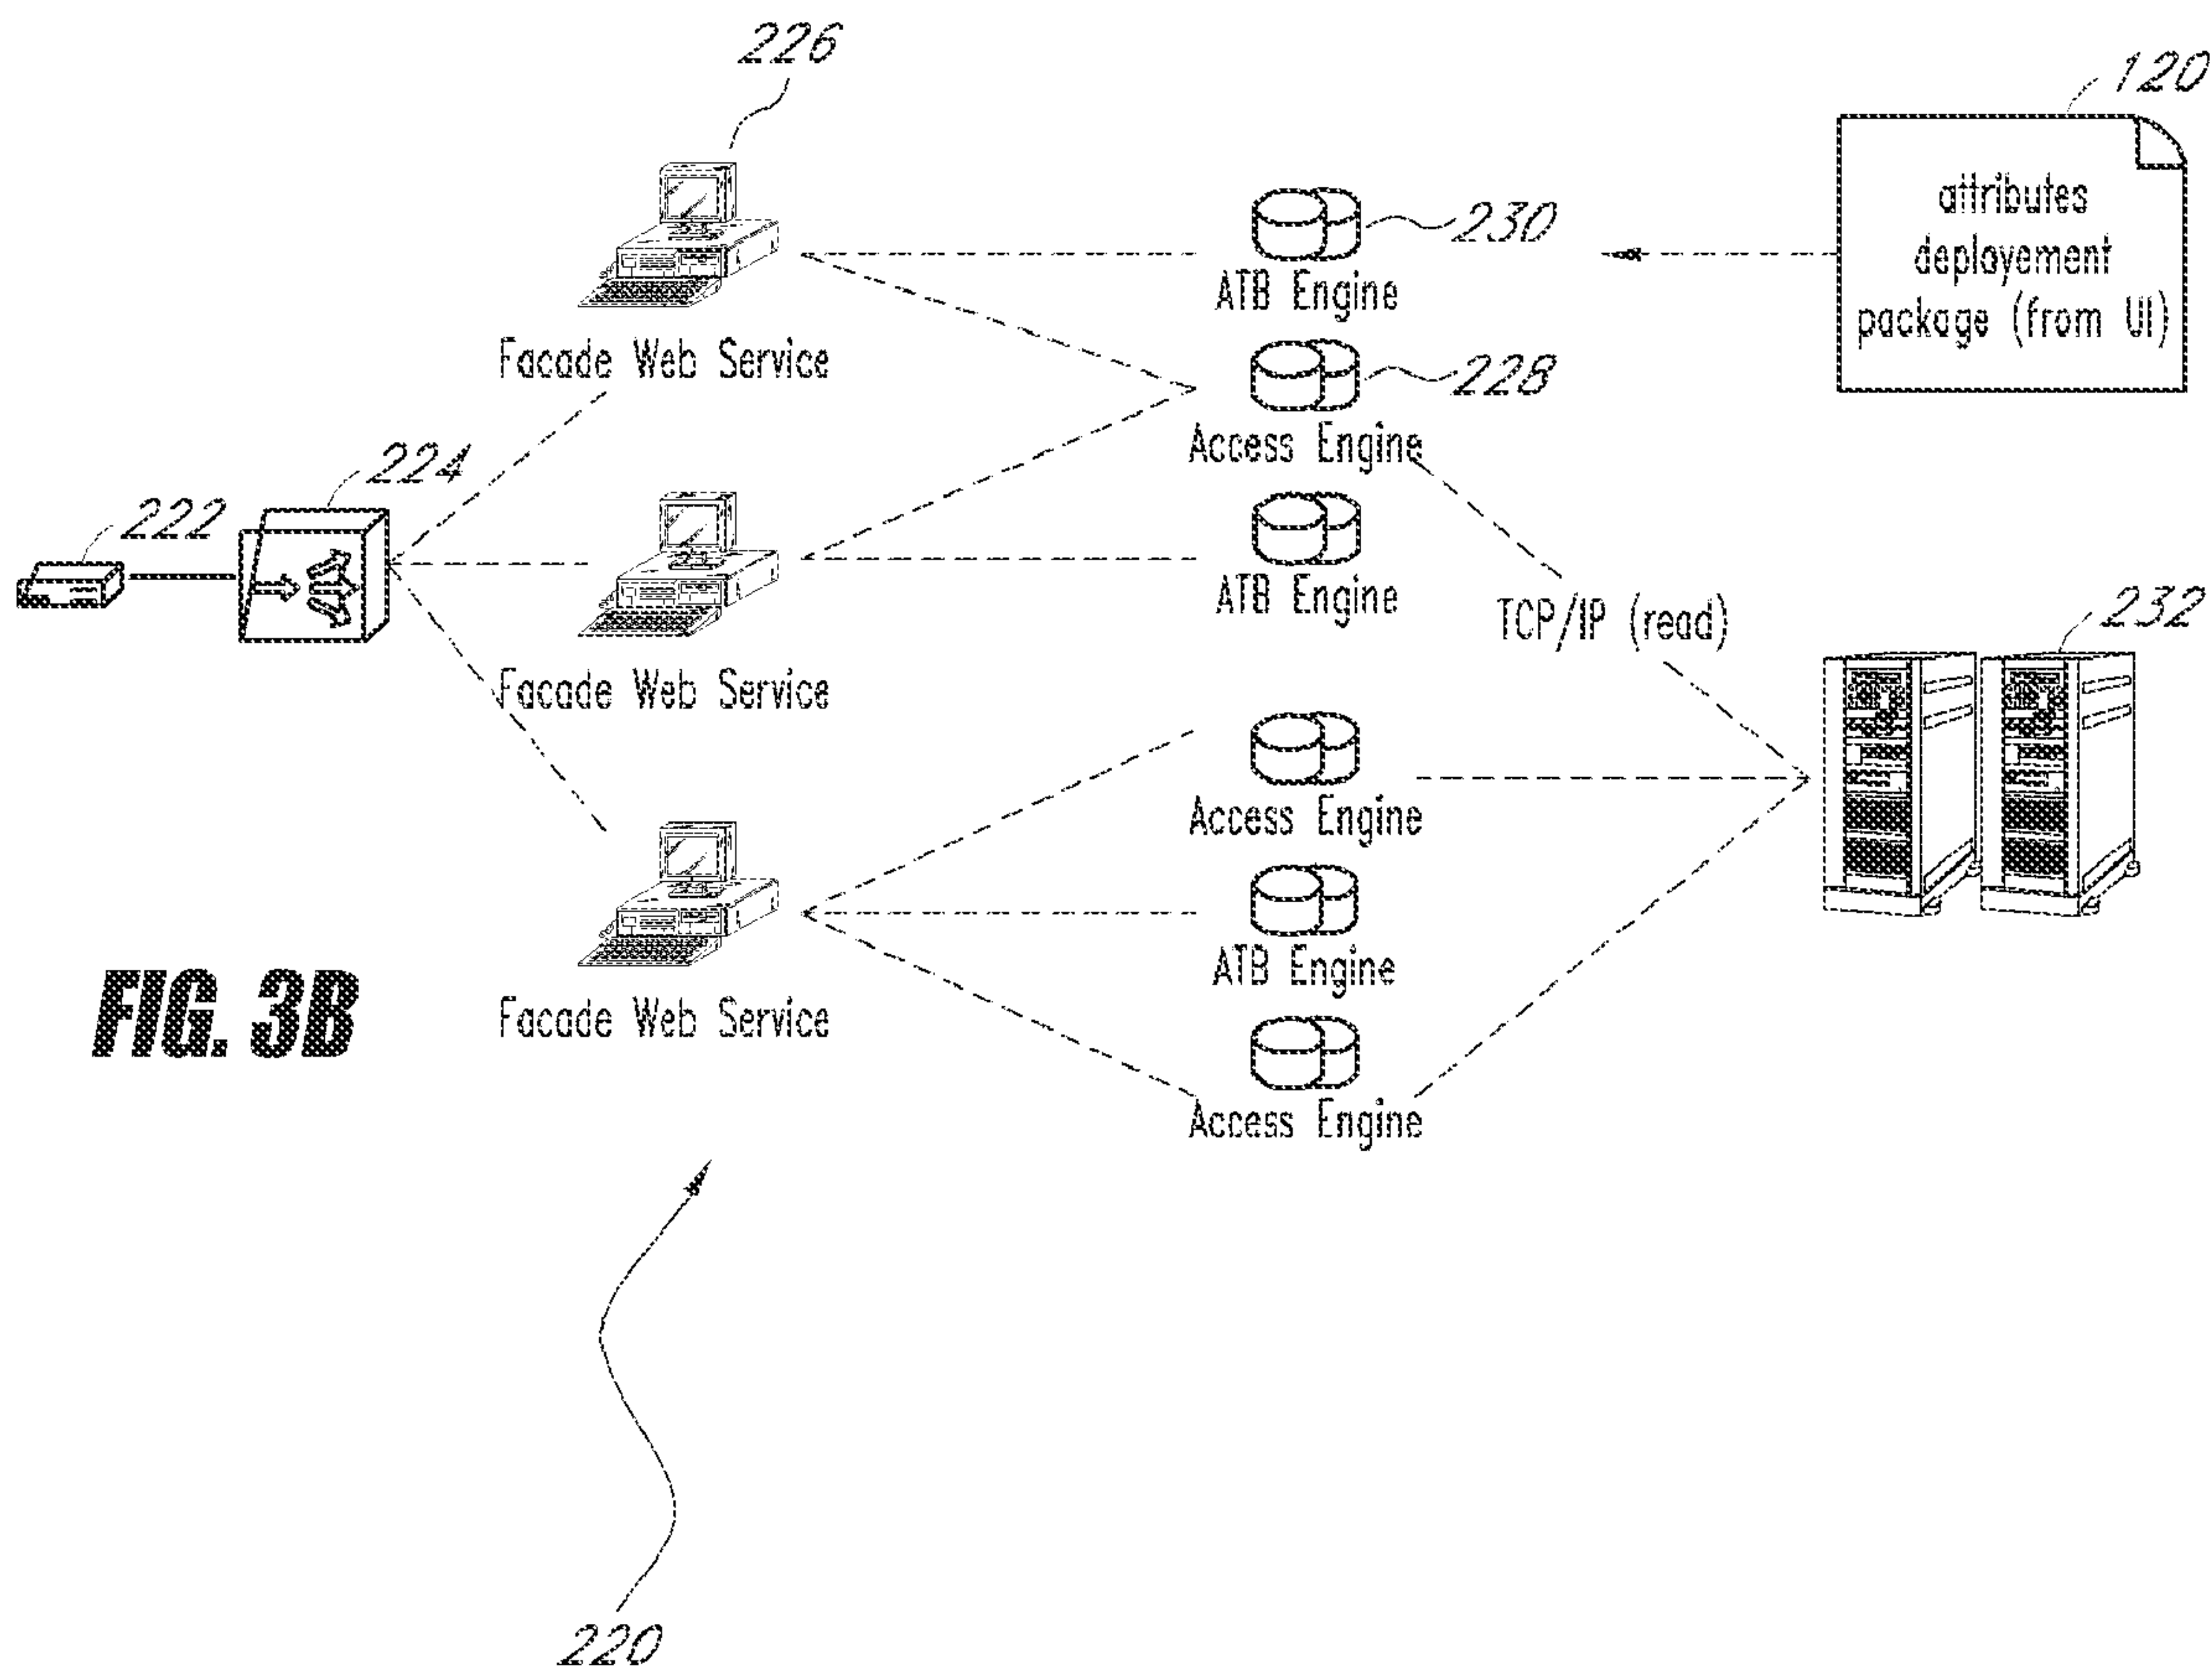 226
120
attributes
deployement
package (from UI)
230
ATB Engine
Facade Web Service
228
Access Engine
224
222
ATB Engine
TCP/IP (read)
232
Facade Web Service
Access Engine
ATB Engine
FIG. 3B
Facade Web Service
Access Engine
220